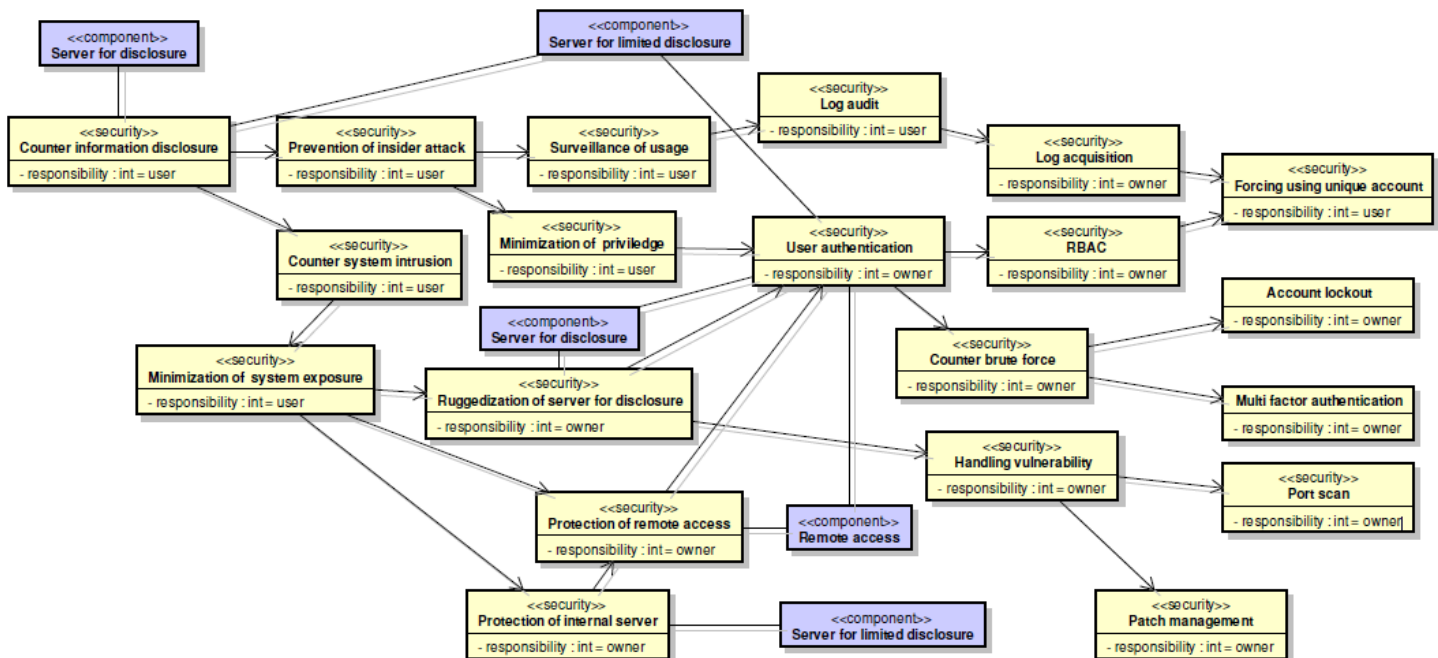 <<component>>
Server for disclosure
<<component>>
Server for limited disclosure
<<security>>
Log audit
- responsibility : int = user
<<security>>
Counter information disclosure
- responsibility : int = user
<<security>>
Prevention of insider attack
- responsibility : int = user
<<security>>
Surveillance of usage
- responsibility : int = user
<<security>>
Log acquisition
- responsibility : int = owner
<<security>>
Forcing using unique account
- responsibility : int = user
<<security>>
Minimization of priviledge
- responsibility : int = user
<<security>>
User authentication
- responsibility : int = owner
<<security>>
RBAC
- responsibility : int = owner
<<security>>
Counter system intrusion
- responsibility : int = user
Account lockout
- responsibility : int = owner
<<component>>
Server for disclosure
<<security>>
Counter brute force
- responsibility : int = owner
<<security>>
Minimization of system exposure
- responsibility : int = user
<<security>>
Ruggedization of server for disclosure
- responsibility : int = owner
Multi factor authentication
- responsibility : int = owner
<<security>>
Handling vulnerability
- responsibility : int = owner
<<security>>
Port scan
- responsibility : int = owner
<<security>>
Protection of remote access
- responsibility : int = owner
<<component>>
Remote access
<<security>>
Protection of internal server
- responsibility : int = owner
<<component>>
Server for limited disclosure
<<security>>
Patch management
- responsibility : int = owner